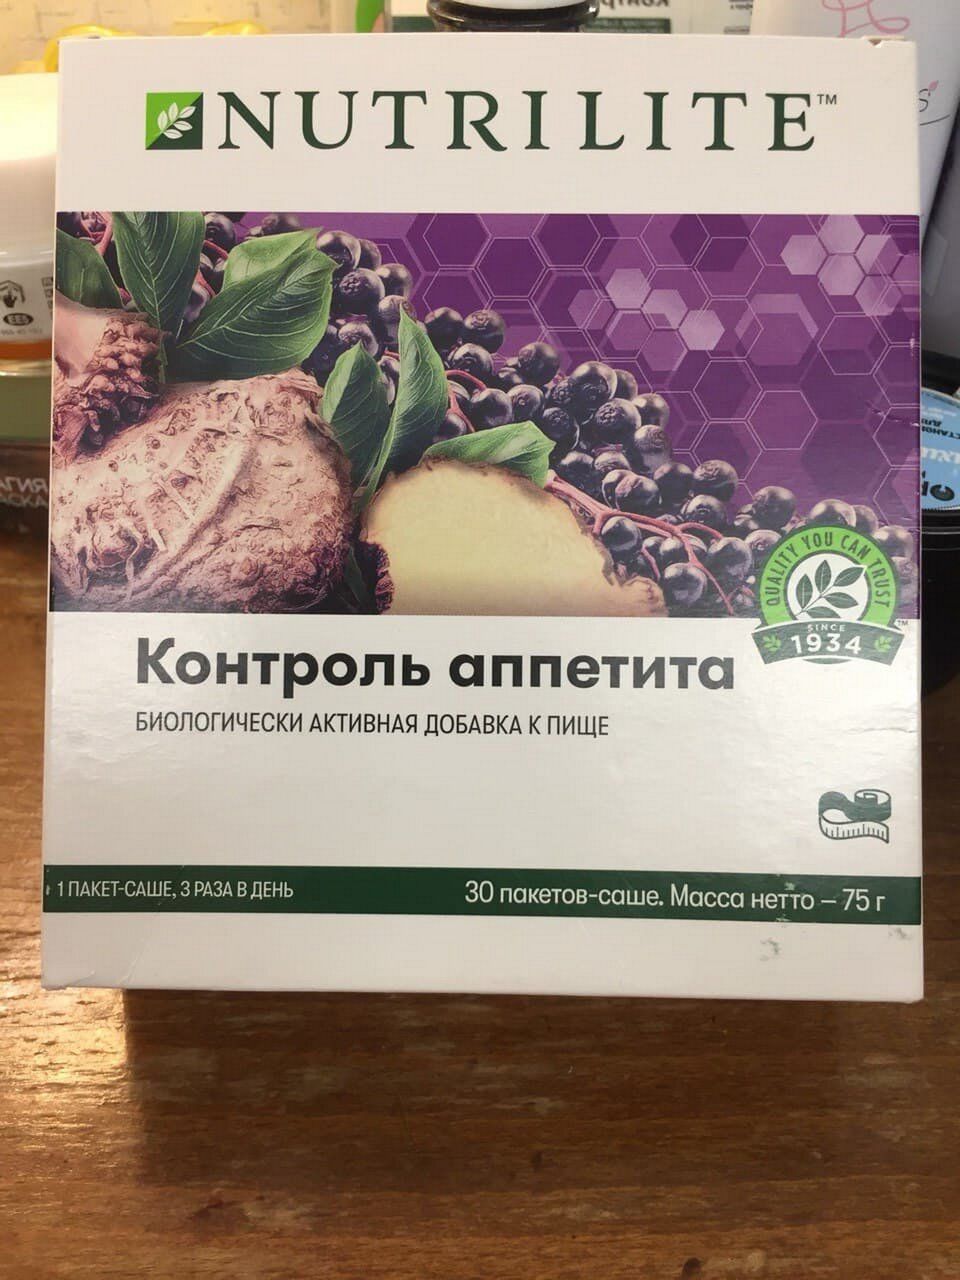 NUTRILITE™
QUALITY YOU CAN TRUST
SINCE
1934™
Контроль аппетита
БИОЛОГИЧЕСКИ АКТИВНАЯ ДОБАВКА К ПИЩЕ
1 ПАКЕТ-САШЕ, 3 РАЗА В ДЕНЬ
30 пакетов-саше. Масса нетто – 75 г